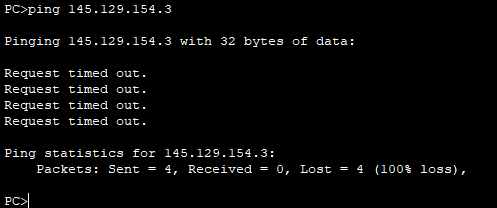 PC>ping 145.129.154.3
Pinging 145.129.154.3 with 32 bytes of data:
Request timed out.
Request timed out.
Request timed out.
Request timed out.
Ping statistics for 145.129.154.3:
Packets: Sent = 4, Received = 0, Lost = 4 (100% loss),
PC>